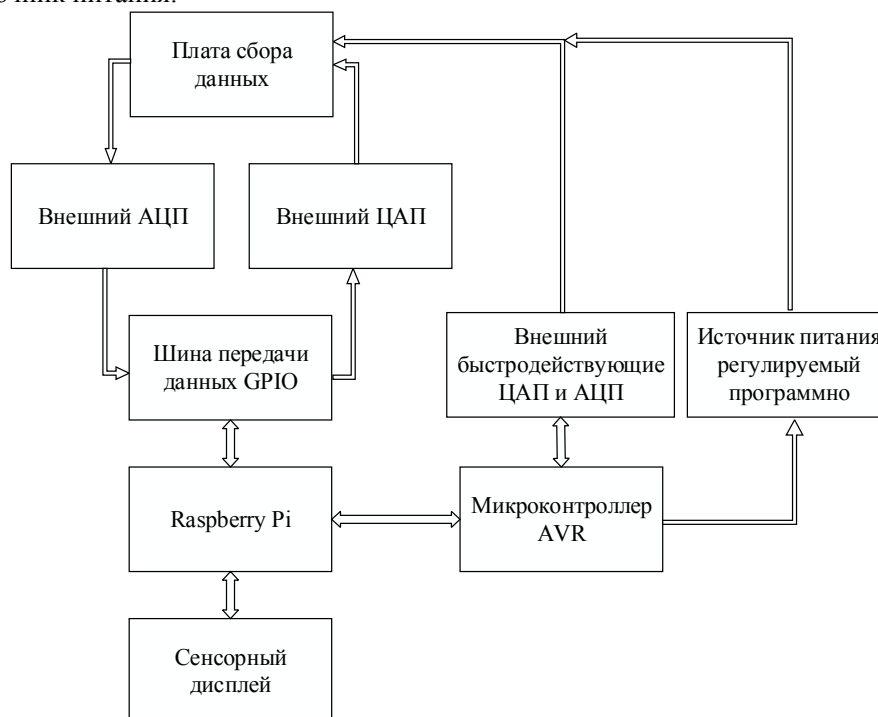 питания.
Плата сбора
данных
Внешний АЦП
Внешний ЦАП
Шина передачи
данных GPIO
Внешний
быстродействующие
ЦАП и АЦП
Источник питания
регулируемый
программно
Raspberry Pi
Микроконтроллер
AVR
Сенсорный
дисплей